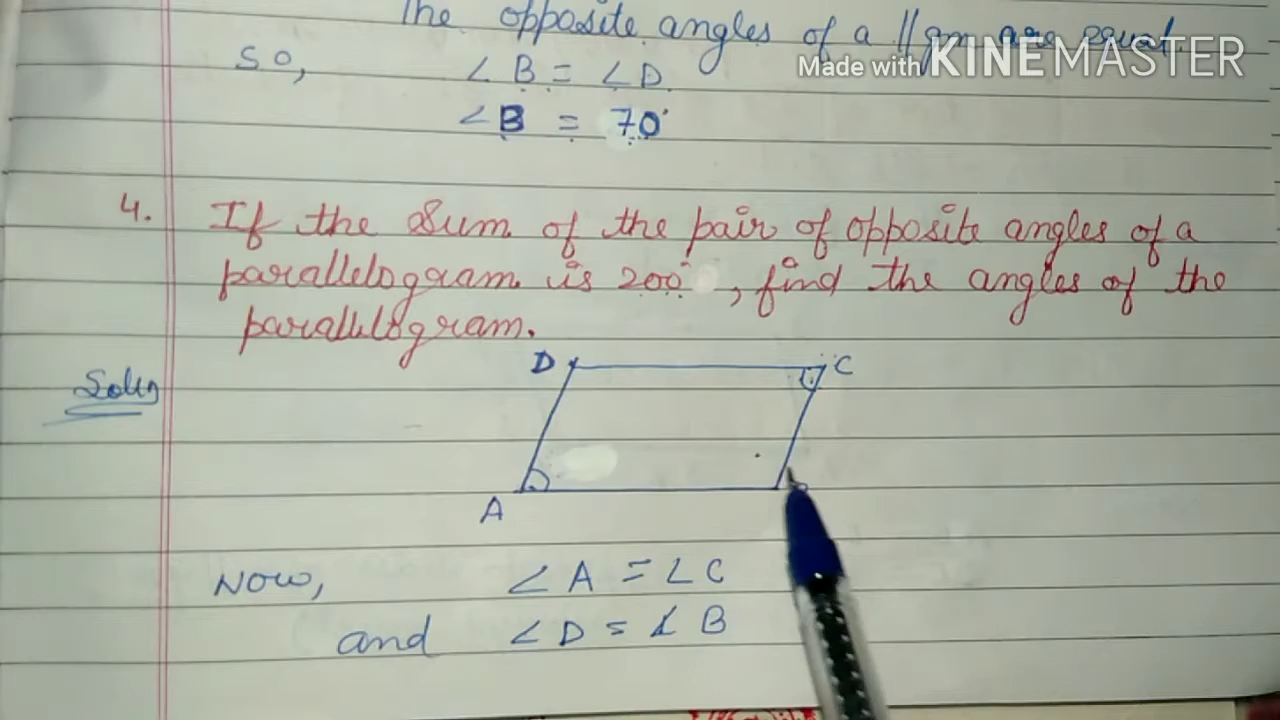 The opposite angles of a ||gm are equal.
Made with KINEMASTER
So, ∠B = ∠D
∠B = 70°
4. If the Sum of the pair of opposite angles of a
parallelogram is 200°, find the angles of the
parallelogram.
Soln
D C
A
Now, ∠A = ∠C
and ∠D = ∠B